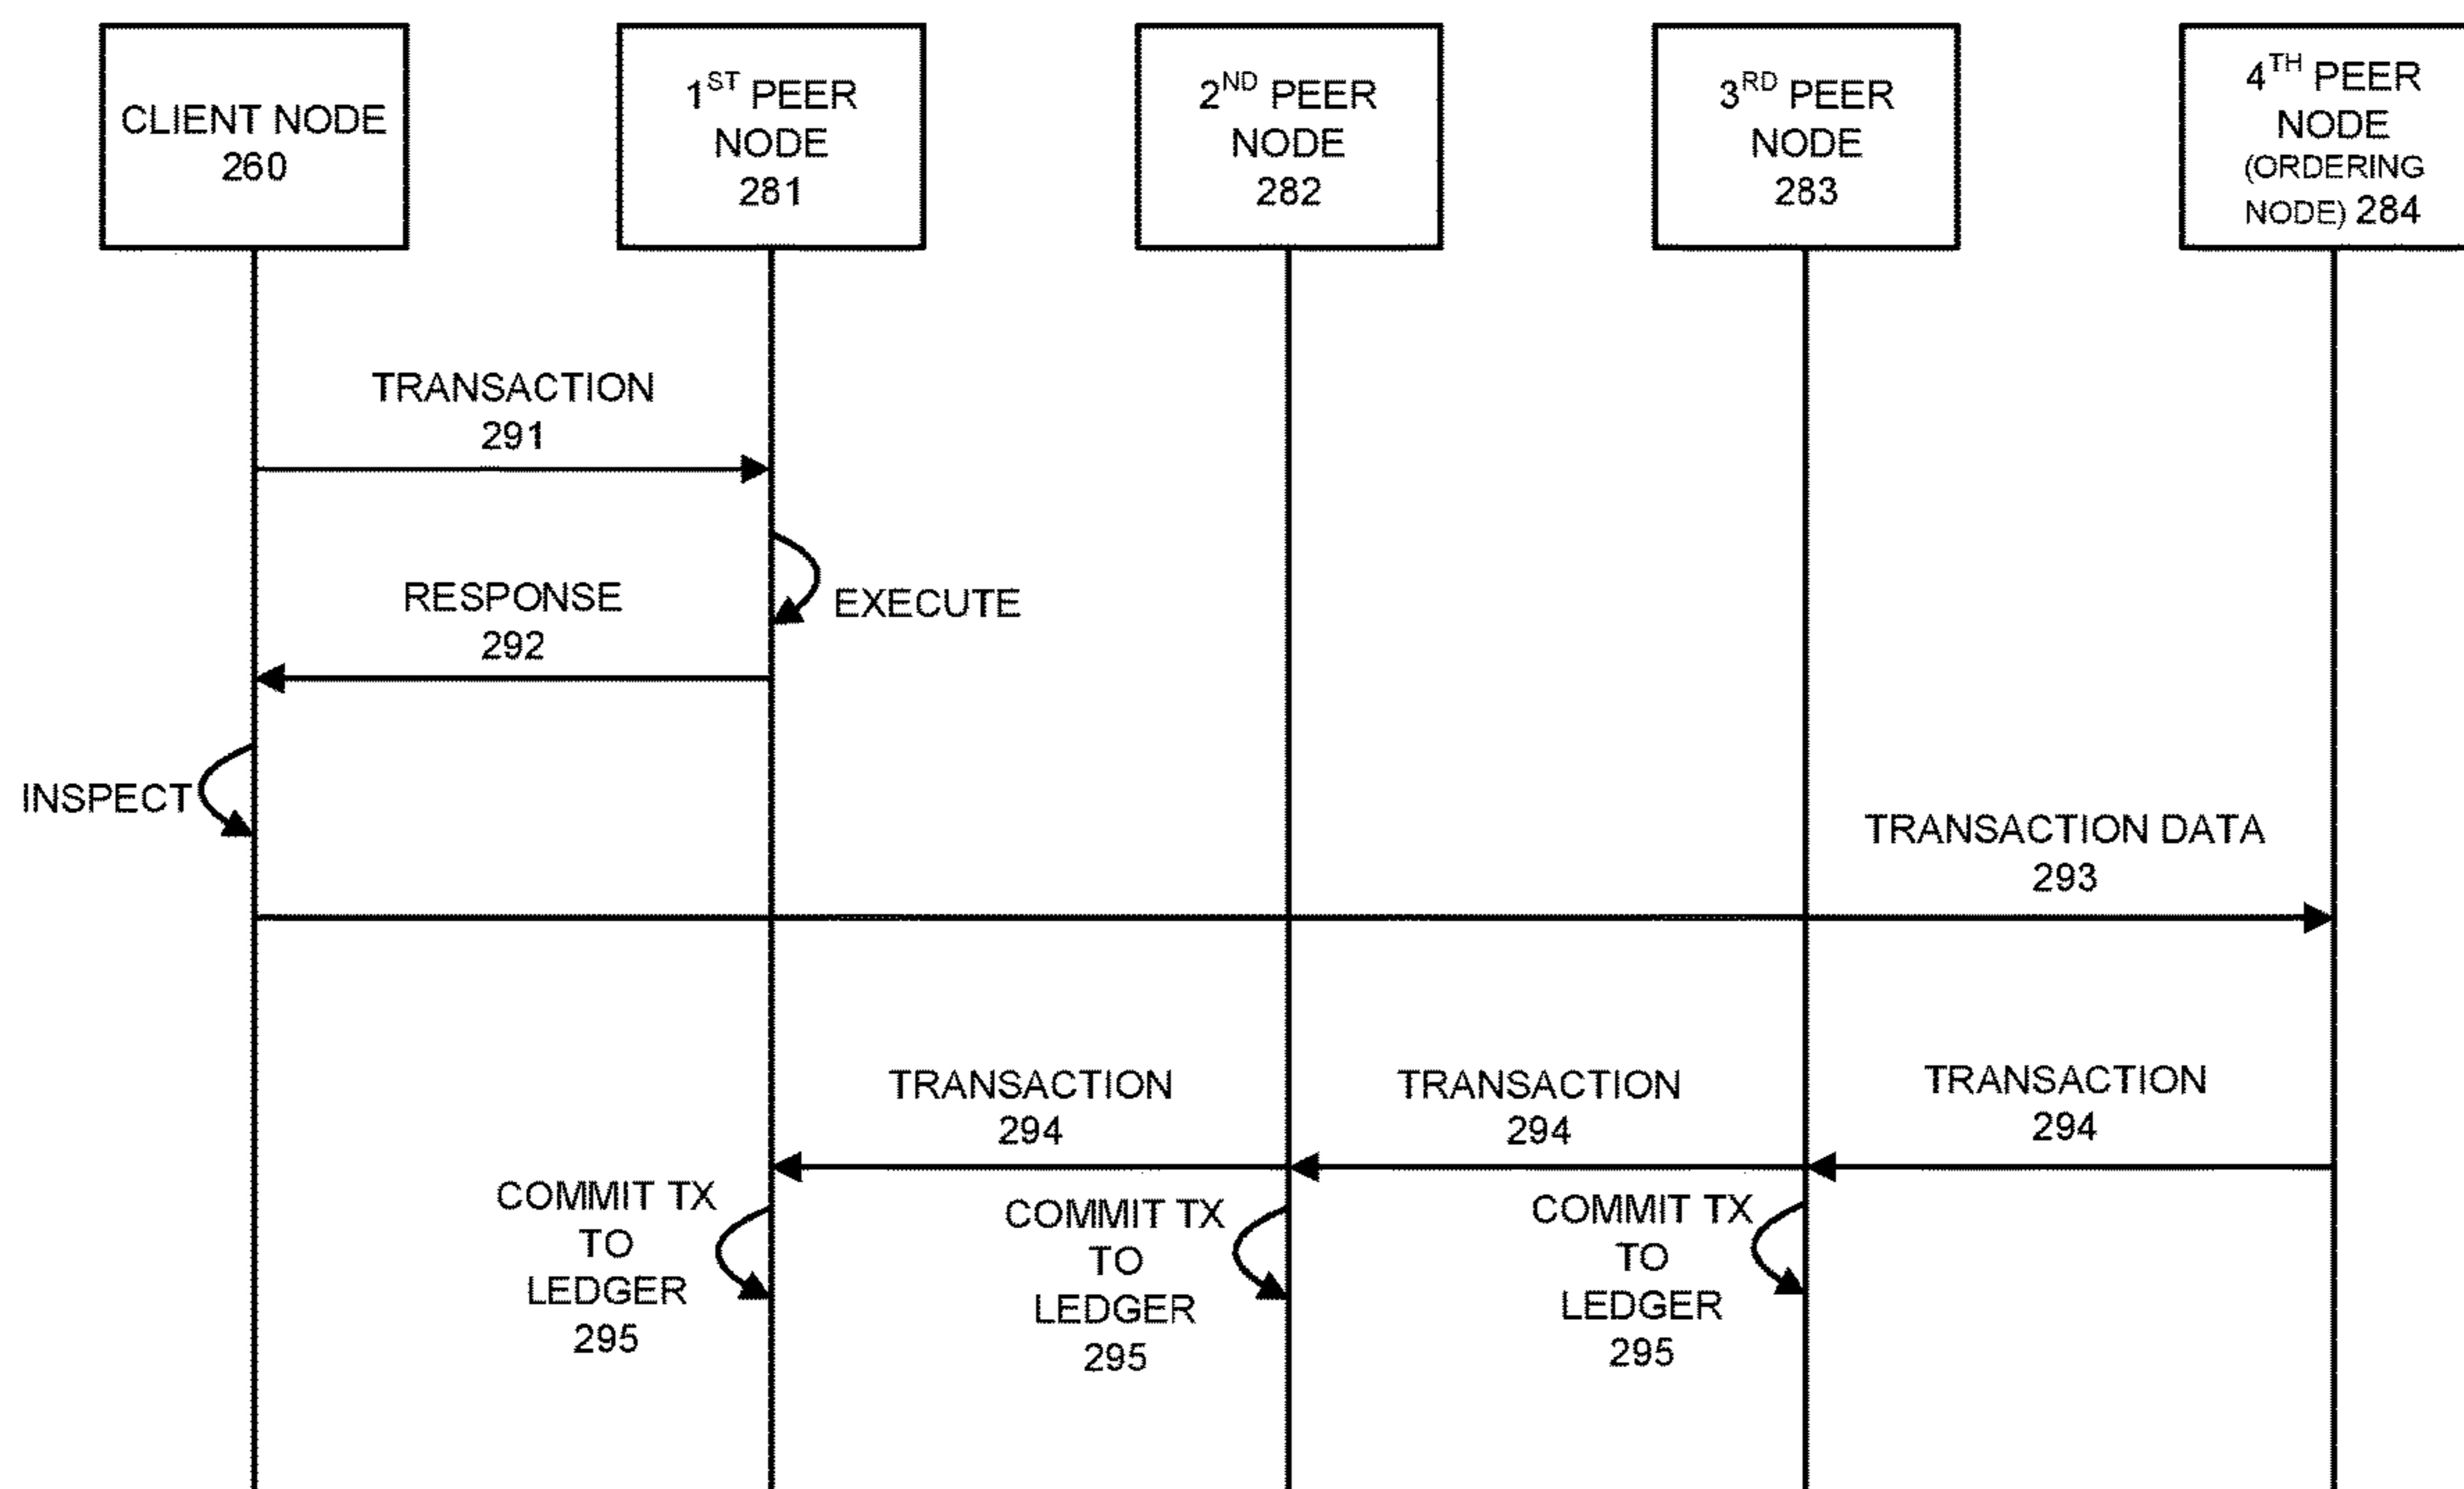 CLIENT NODE
260
1ST PEER
NODE
281
2ND PEER
NODE
282
3RD PEER
NODE
283
4TH PEER
NODE
(ORDERING
NODE) 284
TRANSACTION
291
EXECUTE
RESPONSE
292
INSPECT
TRANSACTION DATA
293
TRANSACTION
294
TRANSACTION
294
TRANSACTION
294
COMMIT TX
TO
LEDGER
295
COMMIT TX
TO
LEDGER
295
COMMIT TX
TO
LEDGER
295